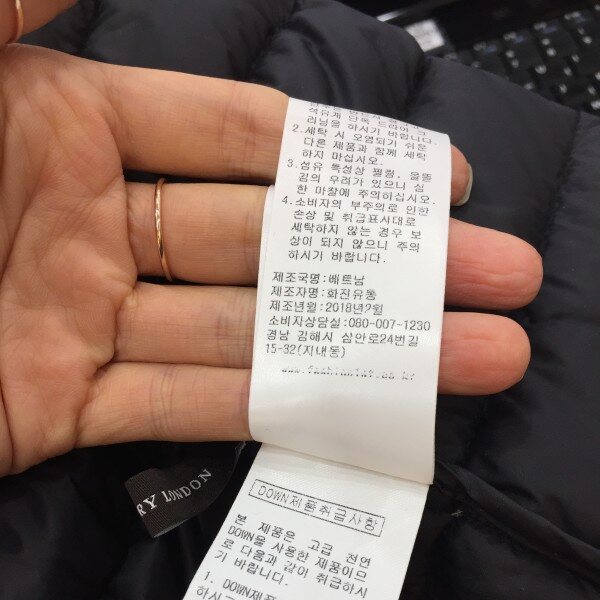 리닝을 하시기 바랍니다.
2.세탁 시 오염되기 쉬운
다른 제품과 함께 세탁
하지 마십시오.
3.섬유 특성상 필링, 올뜯
김의 우려가 있으니 심
한 마찰에 주의하십시오.
4.소비자의 부주의로 인한
손상 및 취급표시대로
세탁하지 않는 경우 보
상이 되지 않으니 주의
하시기 바랍니다.
제조국명:베트남
제조자명:화진유통
제조년월:2018년9월
소비자상담실:080-007-1230
경남 김해시 삼안로24번길
15-32(지내동)
RY LONDON
DOWN제품취급사항
본 제품은 고급 천연
DOWN을 사용한 제품이므
로 다음과 같이 취급하시
기 바랍니다.
1. DOWN제품